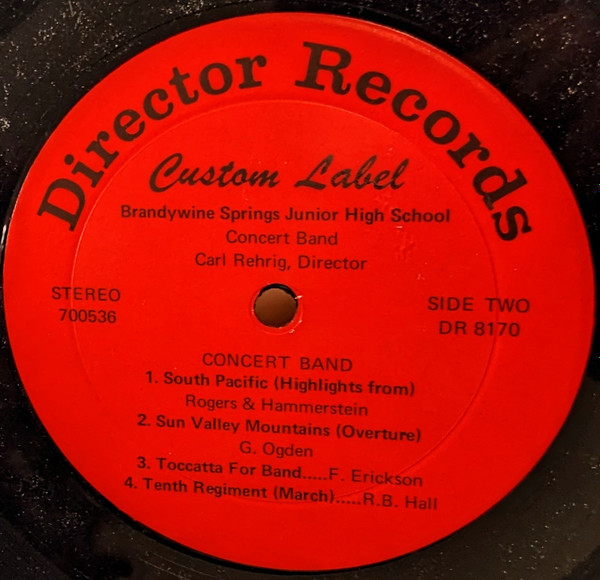 Director Records
Custom Label
Brandywine Springs Junior High School
Concert Band
Carl Rehrig, Director
STEREO
700536
SIDE TWO
DR 8170
CONCERT BAND
1. South Pacific (Highlights from)
Rogers & Hammerstein
2. Sun Valley Mountains (Overture)
G. Ogden
3. Toccatta For Band.....F. Erickson
4. Tenth Regiment (March).....R.B. Hall